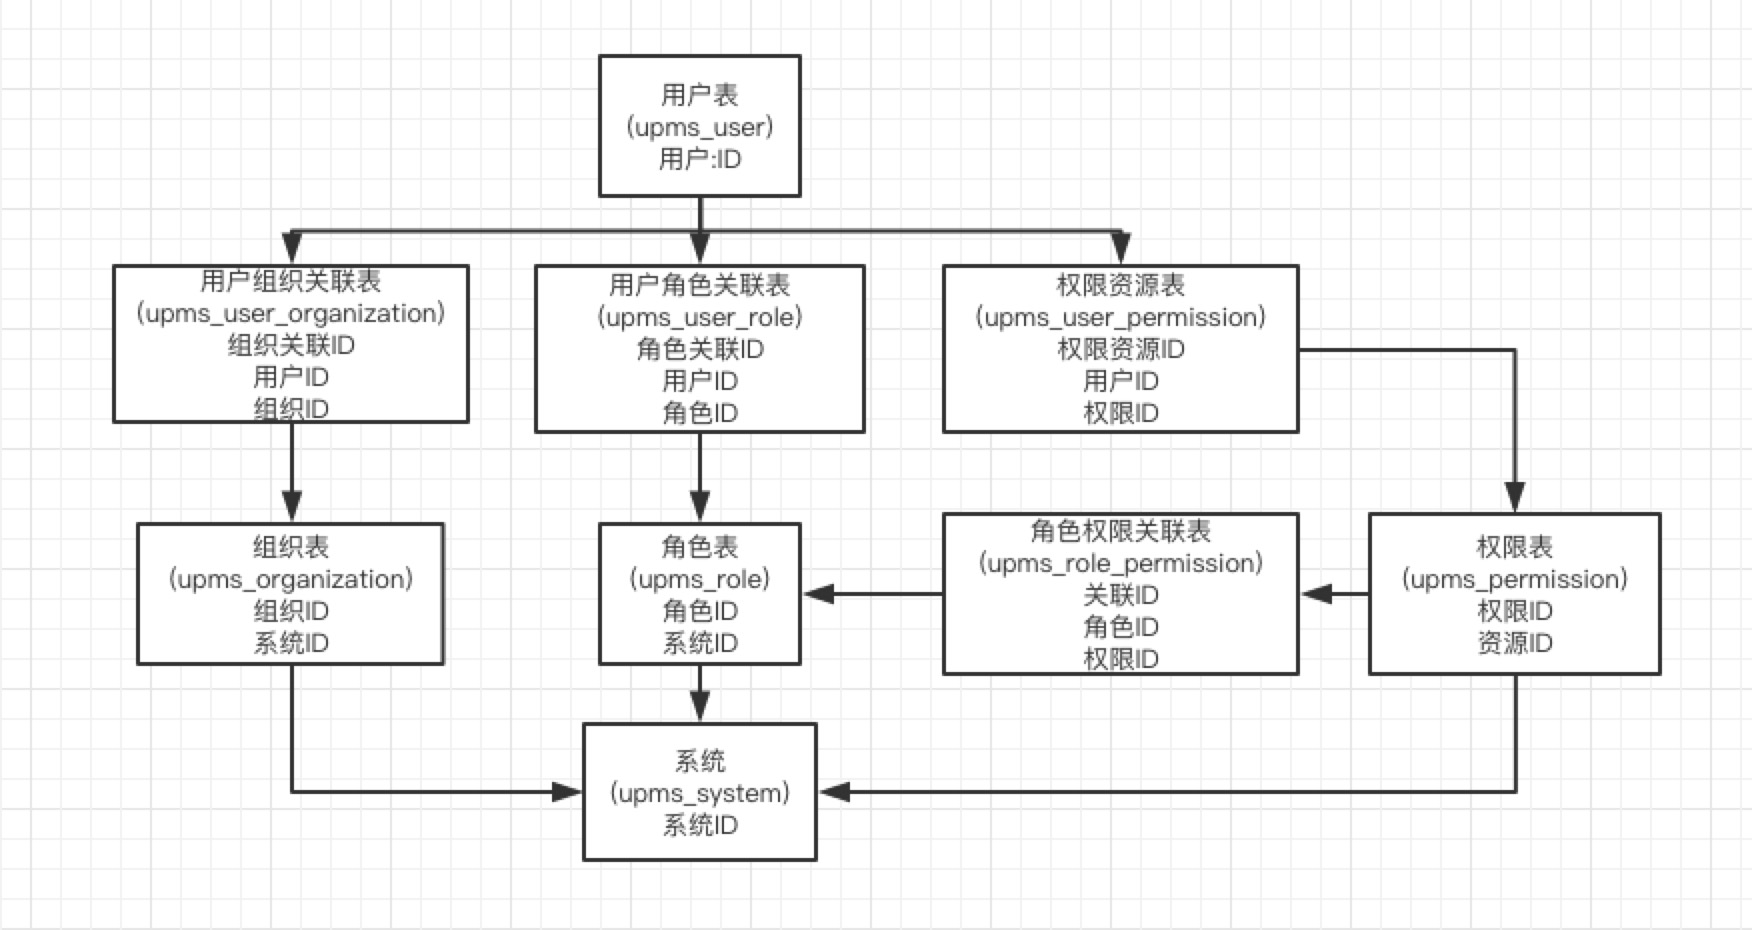 用户表
(upms_user)
用户:ID
用户组织关联表
(upms_user_organization)
组织关联ID
用户ID
组织ID
用户角色关联表
(upms_user_role)
角色关联ID
用户ID
角色ID
权限资源表
(upms_user_permission)
权限资源ID
用户ID
权限ID
组织表
(upms_organization)
组织ID
系统ID
角色表
(upms_role)
角色ID
系统ID
角色权限关联表
(upms_role_permission)
关联ID
角色ID
权限ID
权限表
(upms_permission)
权限ID
资源ID
系统
(upms_system)
系统ID